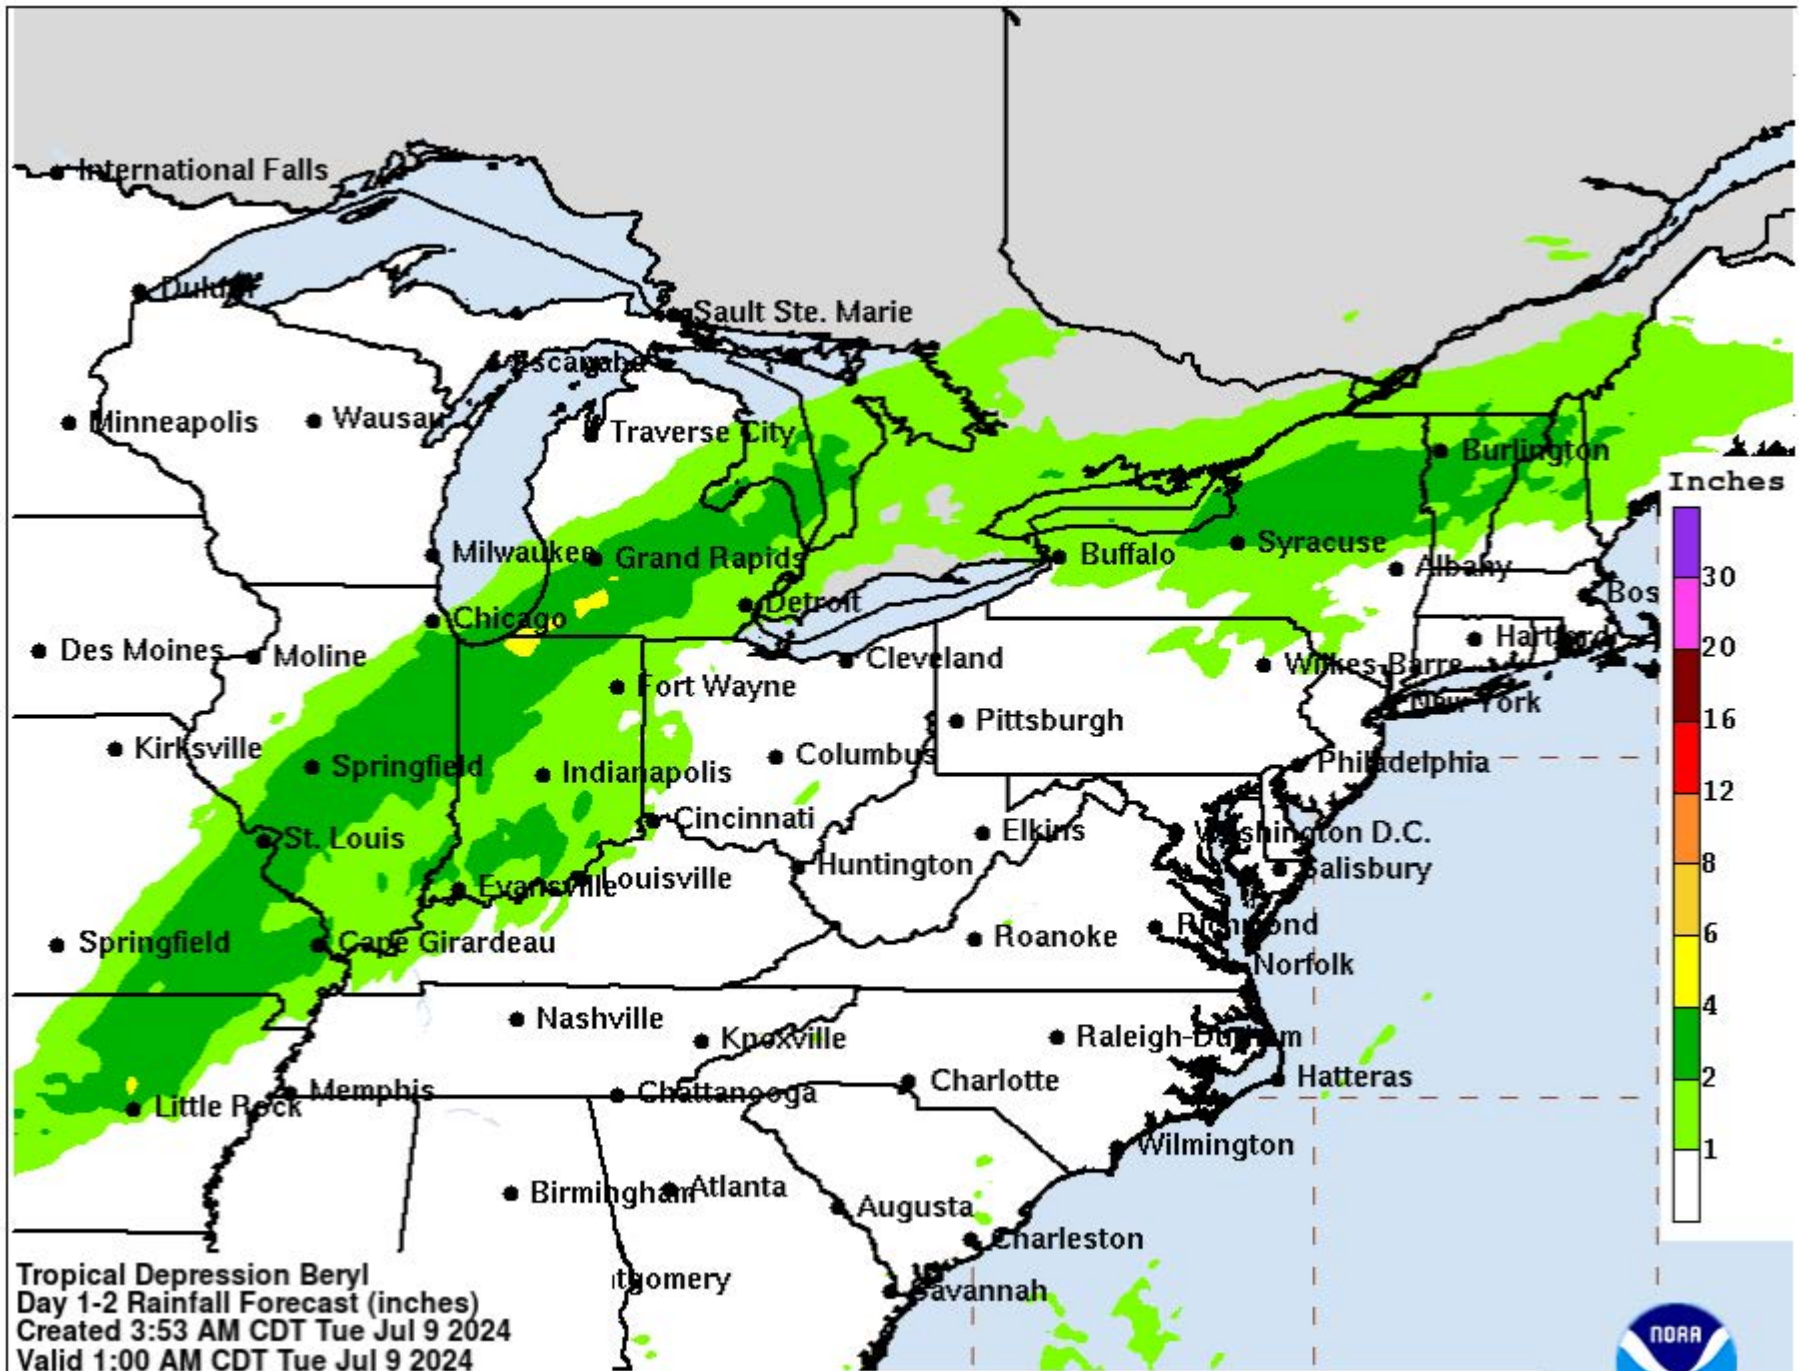 International Falls
Duluth
Sault Ste. Marie
Escanaba
Minneapolis
Wausau
Traverse City
Burlington
Inches
Milwaukee
Grand Rapids
Buffalo
Syracuse
Albany
30
Chicago
Detroit
Bos
Des Moines
Moline
Cleveland
Hartford
20
Wilkes-Barre
Fort Wayne
New York
Pittsburgh
16
Kirksville
Springfield
Indianapolis
Columbus
Philadelphia
12
St. Louis
Cincinnati
Elkins
Washington D.C.
Evansville
Louisville
Huntington
Salisbury
8
Springfield
Cape Girardeau
Roanoke
Richmond
6
Norfolk
4
Nashville
Knoxville
Raleigh-Durham
Little Rock
Memphis
Chattanooga
Charlotte
Hatteras
2
Wilmington
1
Birmingham
Atlanta
Augusta
Charleston
tgomery
Savannah
Tropical Depression Beryl
Day 1-2 Rainfall Forecast (inches)
Created 3:53 AM CDT Tue Jul 9 2024
Valid 1:00 AM CDT Tue Jul 9 2024
NOAA